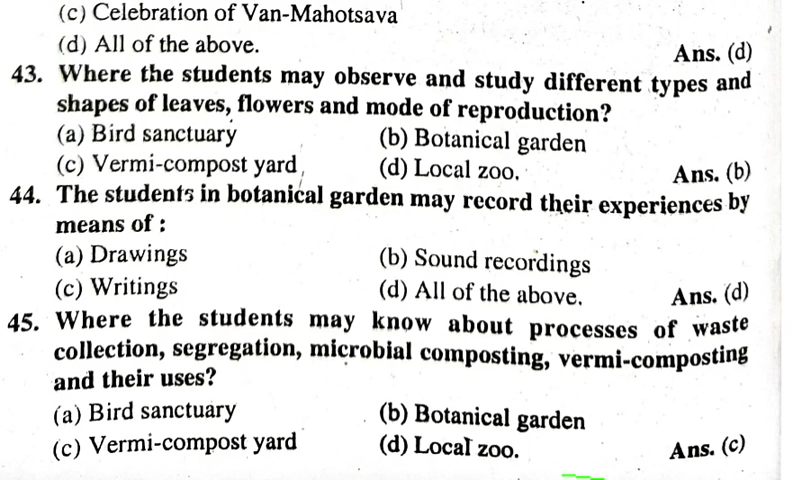 (c) Celebration of Van-Mahotsava
(d) All of the above. Ans. (d)
43. Where the students may observe and study different types and
shapes of leaves, flowers and mode of reproduction?
(a) Bird sanctuary (b) Botanical garden
(c) Vermi-compost yard (d) Local zoo. Ans. (b)
44. The students in botanical garden may record their experiences by
means of :
(a) Drawings (b) Sound recordings
(c) Writings (d) All of the above. Ans. (d)
45. Where the students may know about processes of waste
collection, segregation, microbial composting, vermi-composting
and their uses?
(a) Bird sanctuary (b) Botanical garden
(c) Vermi-compost yard (d) Local zoo. Ans. (c)